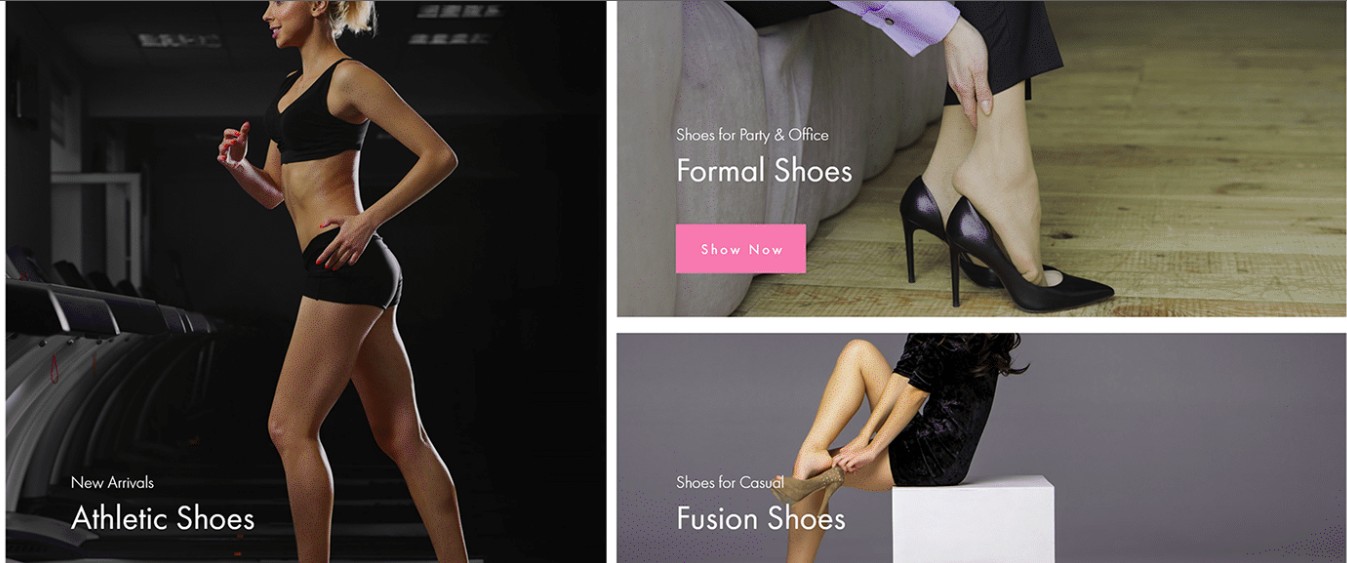 New Arrivals
Athletic Shoes
Shoes for Party & Office
Formal Shoes
Show Now
Shoes for Casual
Fusion Shoes